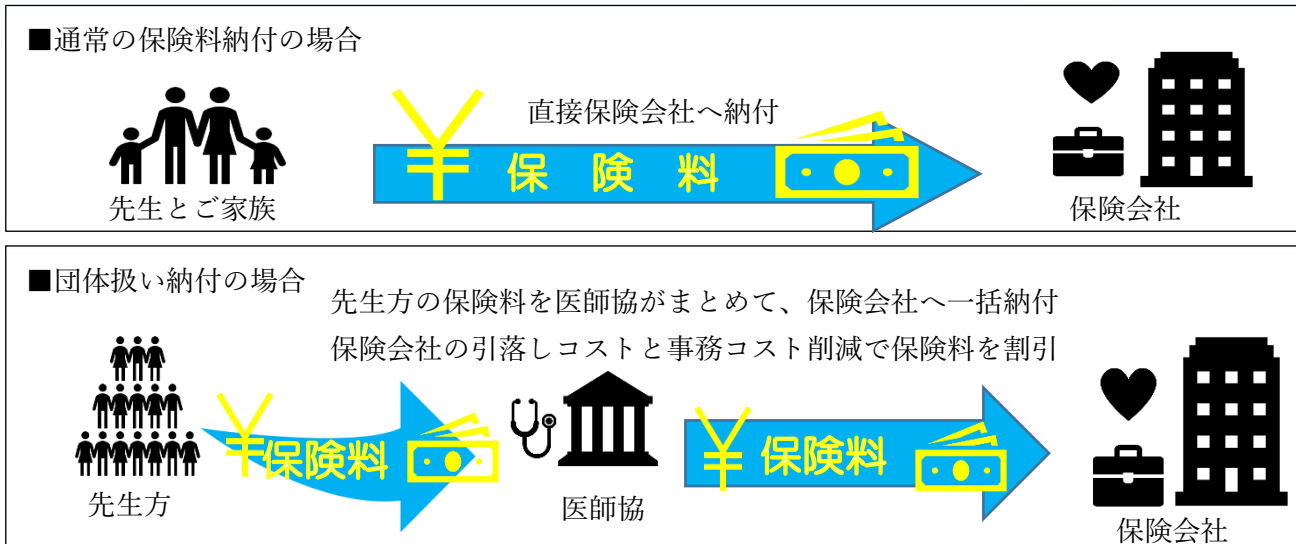 ■通常の保険料納付の場合
直接保険会社へ納付
¥保険料
先生とご家族
保険会社
■団体扱い納付の場合
先生方の保険料を医師協がまとめて、保険会社へ一括納付
保険会社の引落しコストと事務コスト削減で保険料を割引
¥保険料
¥保険料
先生方
医師協
保険会社